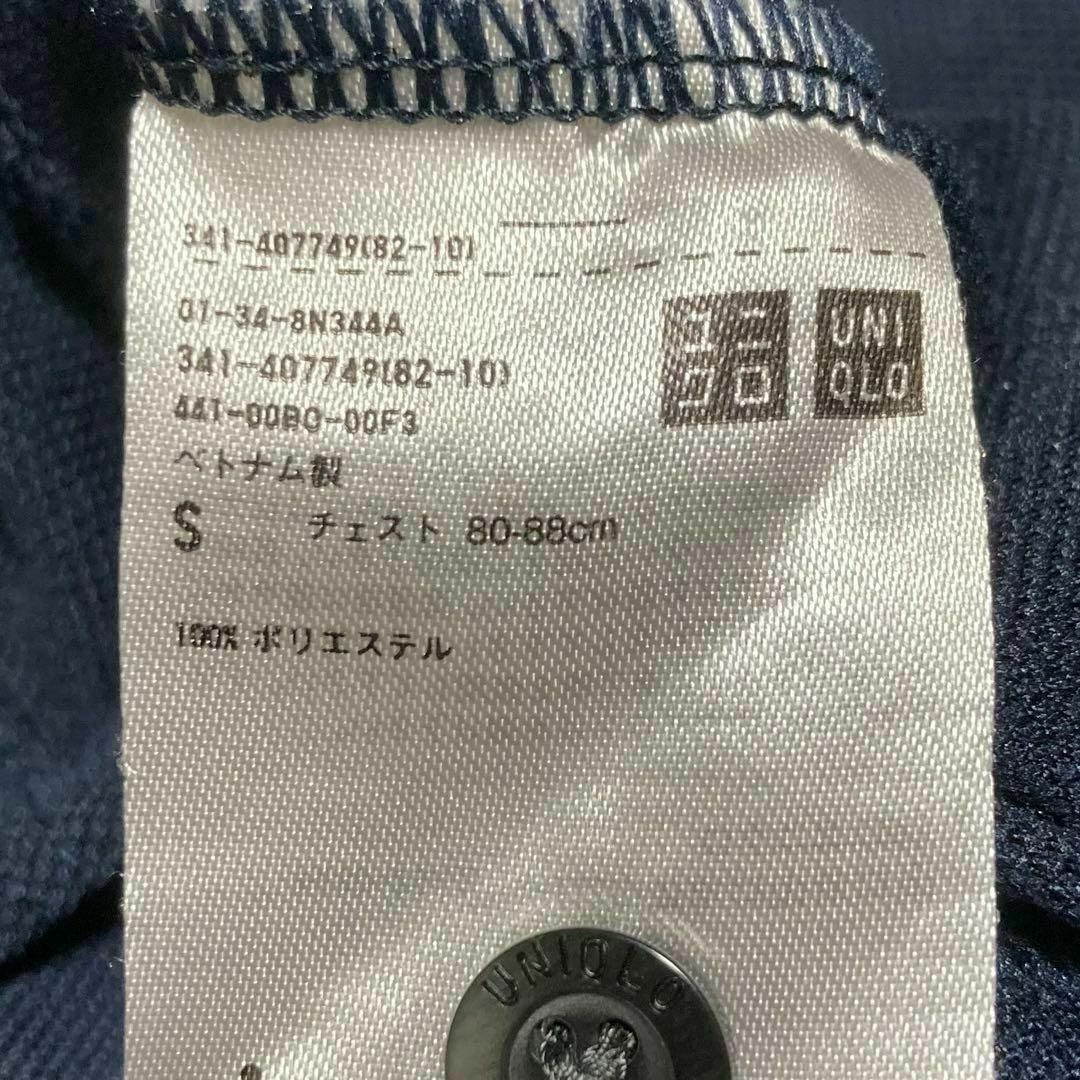 341-407749(82-10)
01-34-8N344A
341-407749(82-10)
441-00B0-00F3
ベトナム製
S チェスト 80-88cm
100% ポリエステル
ユニ
クロ
UNI
QLO
UNIQLO